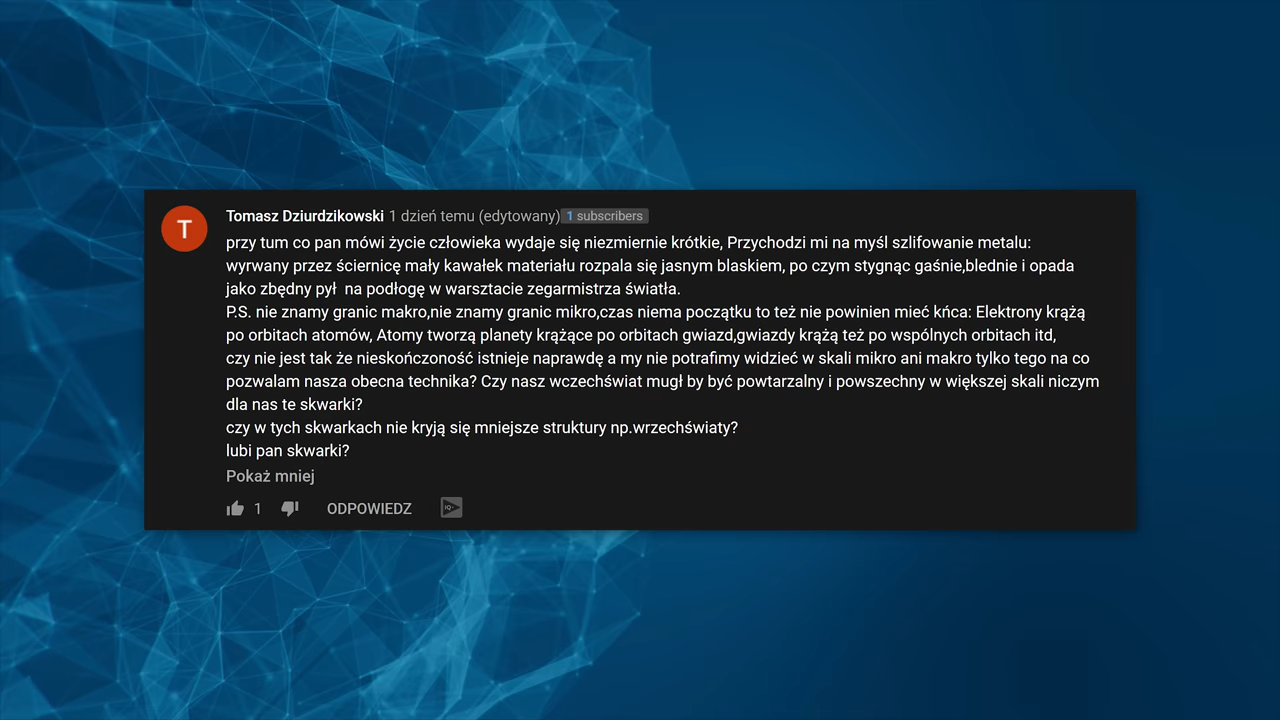 T
Tomasz Dziurdzikowski 1 dzień temu (edytowany) 1 subscribers
przy tum co pan mówi życie człowieka wydaje się niezmiernie krótkie, Przychodzi mi na myśl szlifowanie metalu:
wyrwany przez ściernicę mały kawałek materiału rozpala się jasnym blaskiem, po czym stygnąc gaśnie,blednie i opada
jako zbędny pył  na podłogę w warsztacie zegarmistrza światła.
P.S. nie znamy granic makro,nie znamy granic mikro,czas niema początku to też nie powinien mieć kńca: Elektrony krążą
po orbitach atomów, Atomy tworzą planety krążące po orbitach gwiazd,gwiazdy krążą też po wspólnych orbitach itd,
czy nie jest tak że nieskończoność istnieje naprawdę a my nie potrafimy widzieć w skali mikro ani makro tylko tego na co
pozwalam nasza obecna technika? Czy nasz wczechświat mugł by być powtarzalny i powszechny w większej skali niczym
dla nas te skwarki?
czy w tych skwarkach nie kryją się mniejsze struktury np.wrzechświaty?
lubi pan skwarki?
Pokaż mniej
1 ODPOWIEDZ IQ